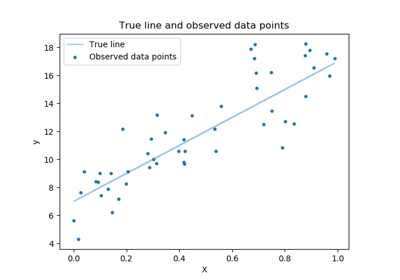 True line and observed data points
True line
Observed data points
18
16
14
12
10
8
6
4
y
0.0 0.2 0.4 0.6 0.8 1.0
X